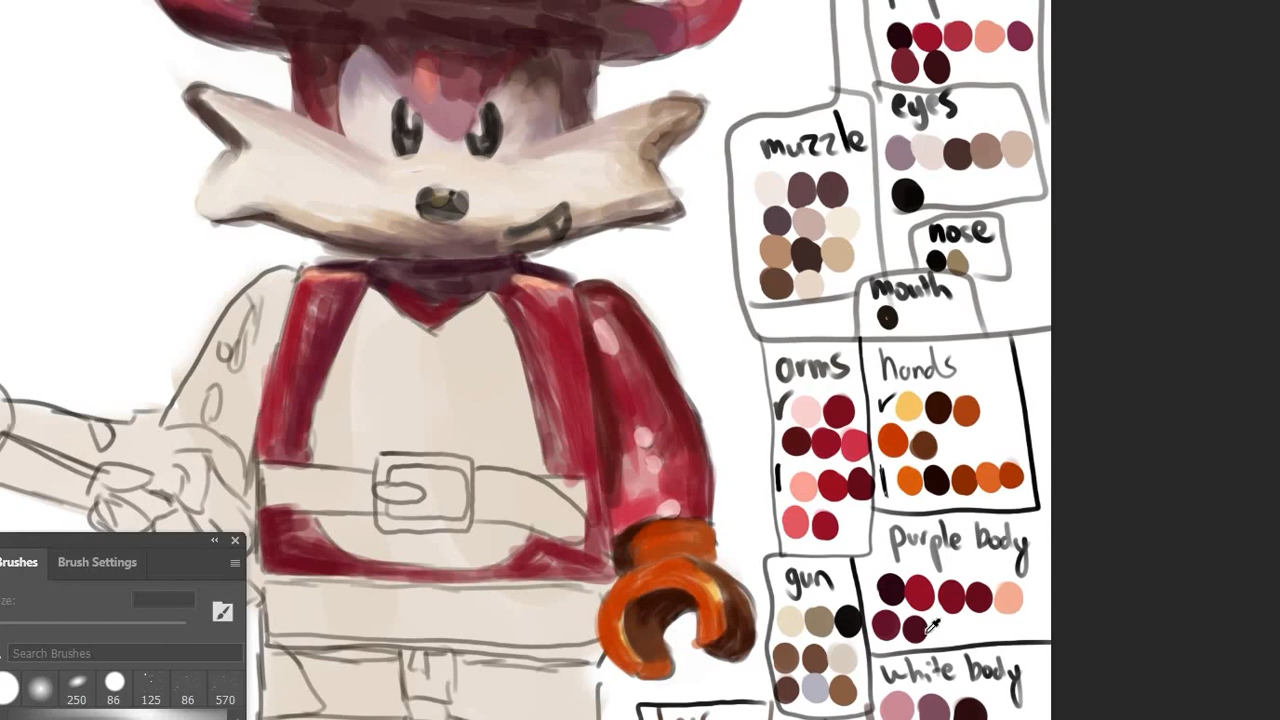 eyes
muzzle
nose
mouth
arms
r
l
hands
r
l
purple body
gun
white body
Brushes
Brush Settings
ze:
Search Brushes
250
86
125
86
570